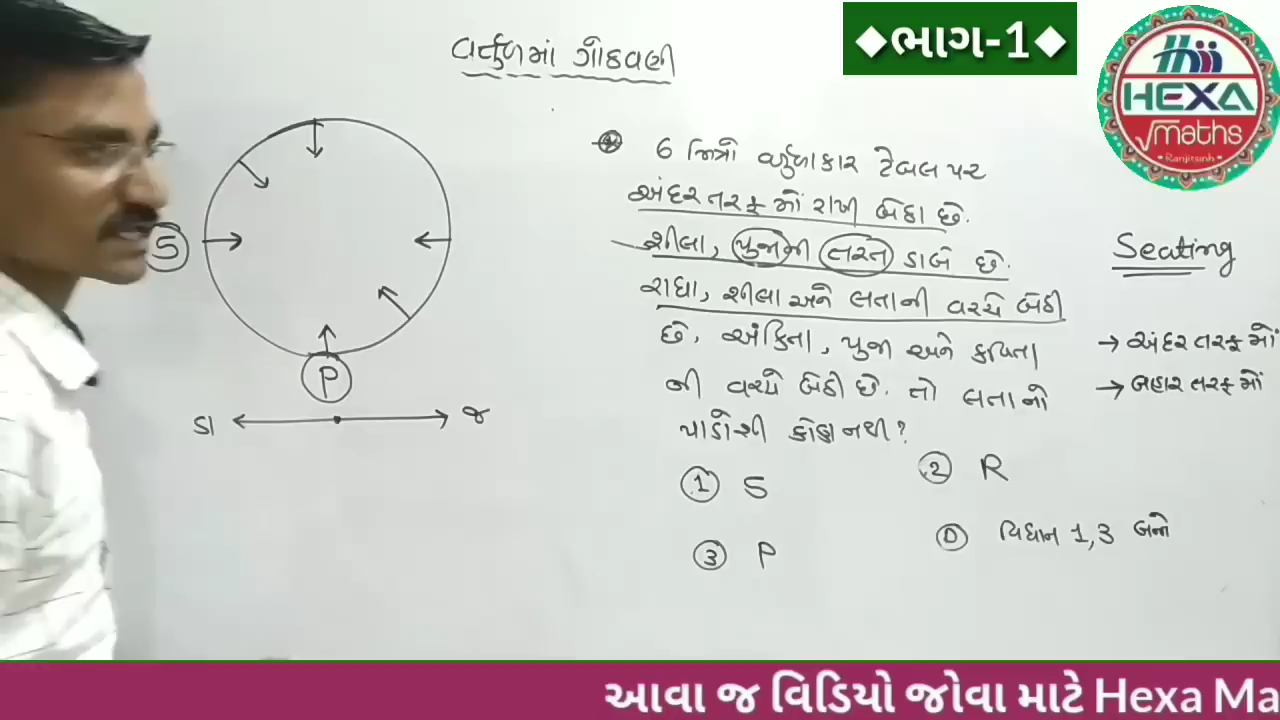 ◆ભાગ-1◆
HEXA
√maths
Ranjitsinh
વર્તુળમાં ગોઠવણી
6 મિત્રો વર્તુળાકાર ટેબલ પર
અંદર તરફ મોં રાખી બેઠા છે.
શીલા, પુજાની તરત ડાબે છે.
રાધા, શીલા અને લતાની વચ્ચે બેઠી
છે. અંકિતા, પુજા અને કવિતા
ની વચ્ચે બેઠી છે. તો લતાનો
પાડોશી કોણ નથી?
① S
② R
③ P
Ⓓ વિધાન 1,3 બન્ને
Seating
→ અંદર તરફ મોં
→ બહાર તરફ મોં
S
P
ડા
જ
આવા જ વિડિયો જોવા માટે Hexa Ma